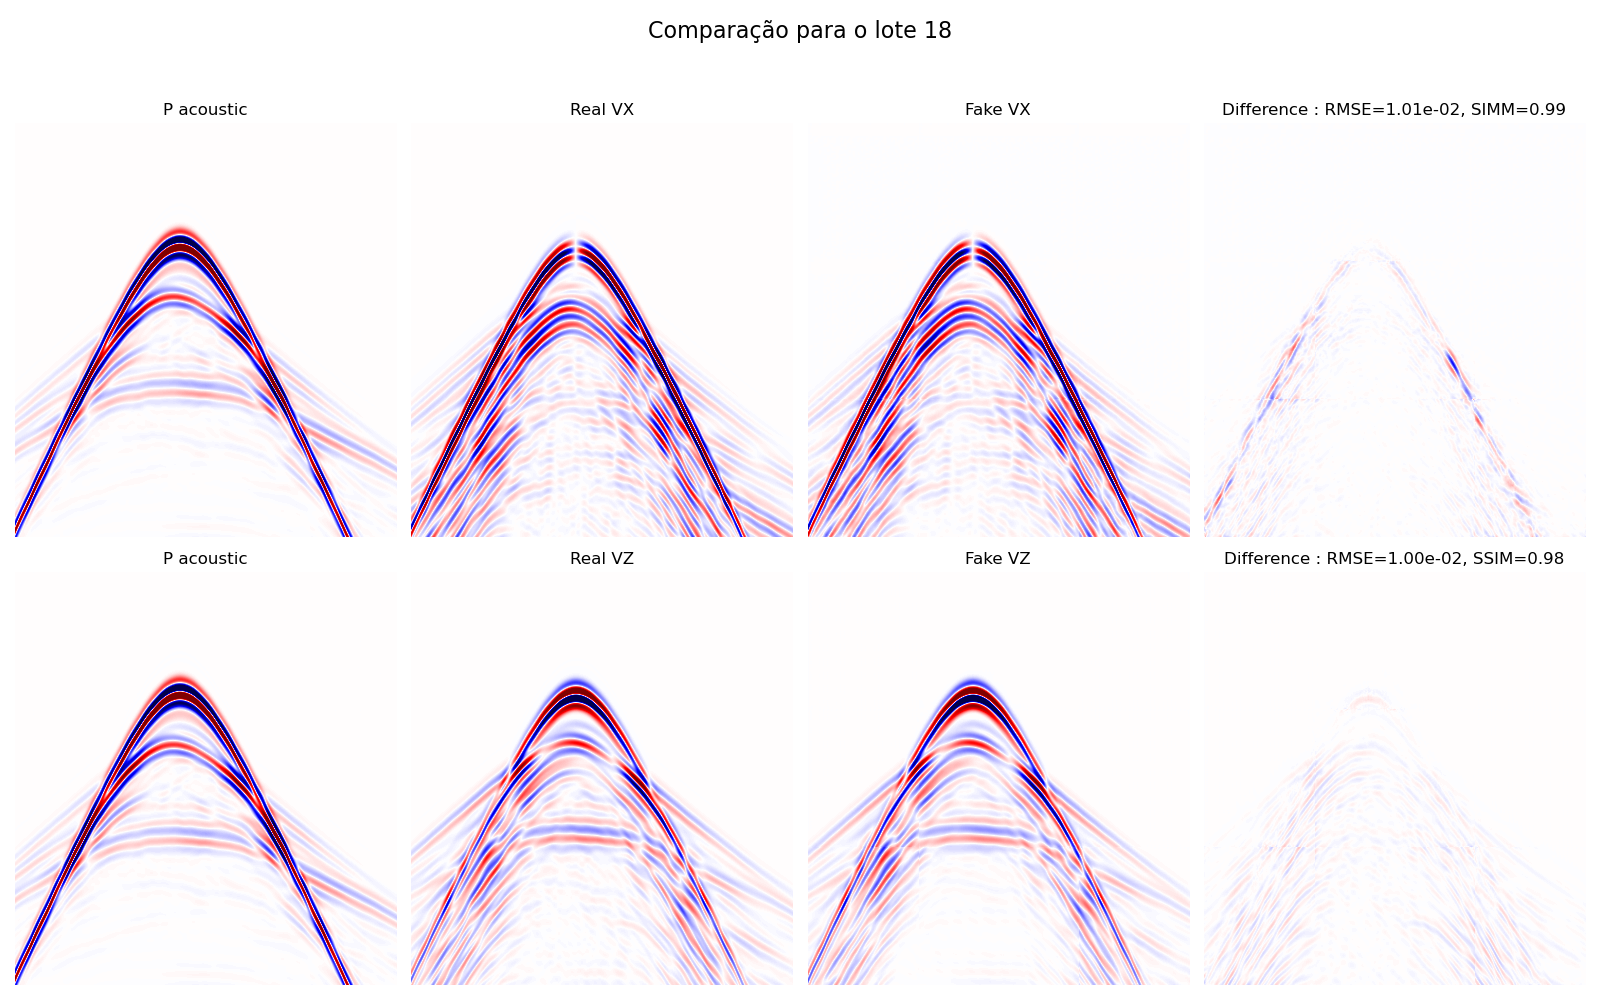 Comparação para o lote 18
P acoustic
Real VX
Fake VX
Difference : RMSE=1.01e-02, SIMM=0.99
P acoustic
Real VZ
Fake VZ
Difference : RMSE=1.00e-02, SSIM=0.98